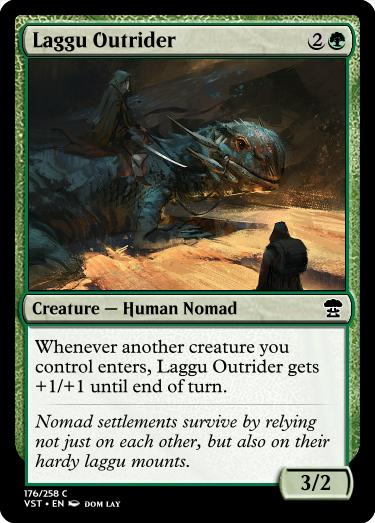 Laggu Outrider 2
Creature — Human Nomad
Whenever another creature you
control enters, Laggu Outrider gets
+1/+1 until end of turn.
Nomad settlements survive by relying
not just on each other, but also on their
hardy laggu mounts.
3/2
176/258 C
VST • EN DOM LAY